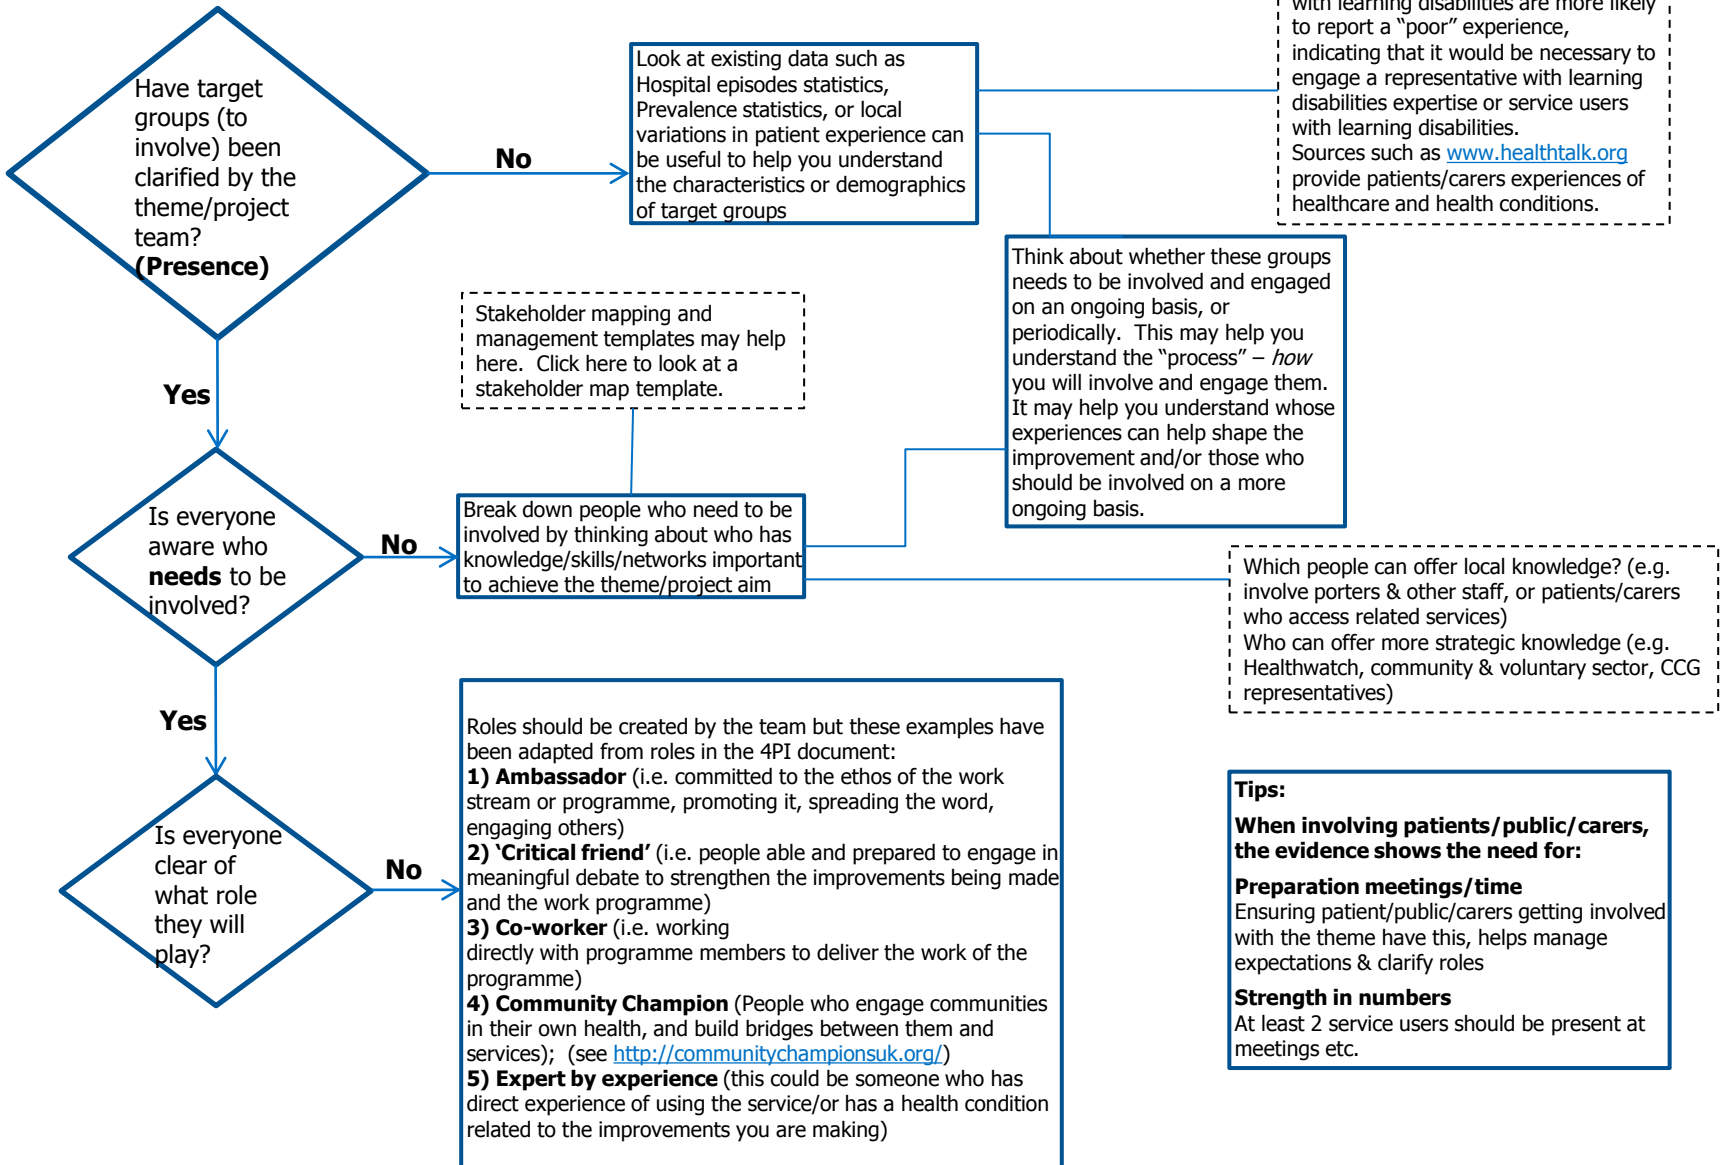 Have target
groups (to
involve) been
clarified by the
theme/project
team?
(Presence)
No
Look at existing data such as
Hospital episodes statistics,
Prevalence statistics, or local
variations in patient experience can
be useful to help you understand
the characteristics or demographics
of target groups
with learning disabilities are more likely
to report a “poor” experience,
indicating that it would be necessary to
engage a representative with learning
disabilities expertise or service users
with learning disabilities.
Sources such as www.healthtalk.org
provide patients/carers experiences of
healthcare and health conditions.
Think about whether these groups
needs to be involved and engaged
on an ongoing basis, or
periodically. This may help you
understand the “process” – how
you will involve and engage them.
It may help you understand whose
experiences can help shape the
improvement and/or those who
should be involved on a more
ongoing basis.
Stakeholder mapping and
management templates may help
here. Click here to look at a
stakeholder map template.
Yes
Is everyone
aware who
needs to be
involved?
No
Break down people who need to be
involved by thinking about who has
knowledge/skills/networks important
to achieve the theme/project aim
Which people can offer local knowledge? (e.g.
involve porters & other staff, or patients/carers
who access related services)
Who can offer more strategic knowledge (e.g.
Healthwatch, community & voluntary sector, CCG
representatives)
Yes
Is everyone
clear of
what role
they will
play?
No
Roles should be created by the team but these examples have
been adapted from roles in the 4PI document:
1) Ambassador (i.e. committed to the ethos of the work
stream or programme, promoting it, spreading the word,
engaging others)
2) ‘Critical friend’ (i.e. people able and prepared to engage in
meaningful debate to strengthen the improvements being made
and the work programme)
3) Co-worker (i.e. working
directly with programme members to deliver the work of the
programme)
4) Community Champion (People who engage communities
in their own health, and build bridges between them and
services); (see http://communitychampionsuk.org/)
5) Expert by experience (this could be someone who has
direct experience of using the service/or has a health condition
related to the improvements you are making)
Tips:
When involving patients/public/carers,
the evidence shows the need for:
Preparation meetings/time
Ensuring patient/public/carers getting involved
with the theme have this, helps manage
expectations & clarify roles
Strength in numbers
At least 2 service users should be present at
meetings etc.